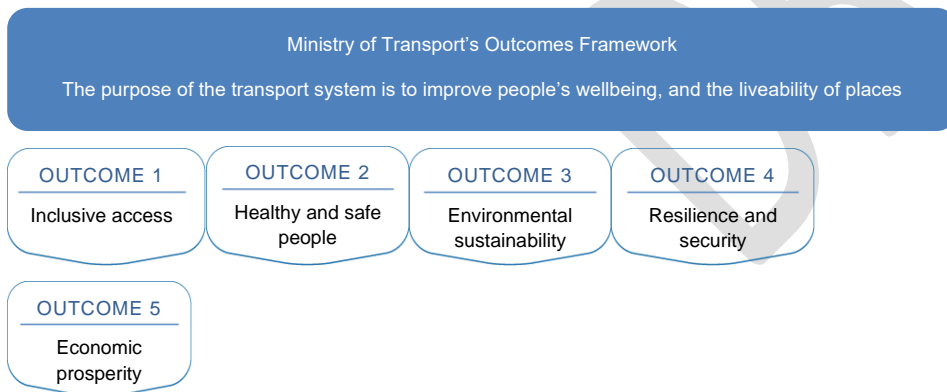 Ministry of Transport’s Outcomes Framework
The purpose of the transport system is to improve people’s wellbeing, and the liveability of places
OUTCOME 1
Inclusive access
OUTCOME 2
Healthy and safe
people
OUTCOME 3
Environmental
sustainability
OUTCOME 4
Resilience and
security
OUTCOME 5
Economic
prosperity